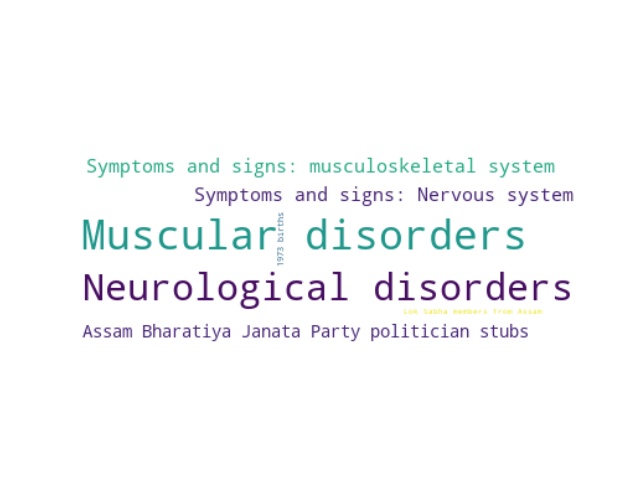 Symptoms and signs: musculoskeletal system
Symptoms and signs: Nervous system
Muscular disorders
1973 births
Neurological disorders
Lok Sabha members from Assam
Assam Bharatiya Janata Party politician stubs